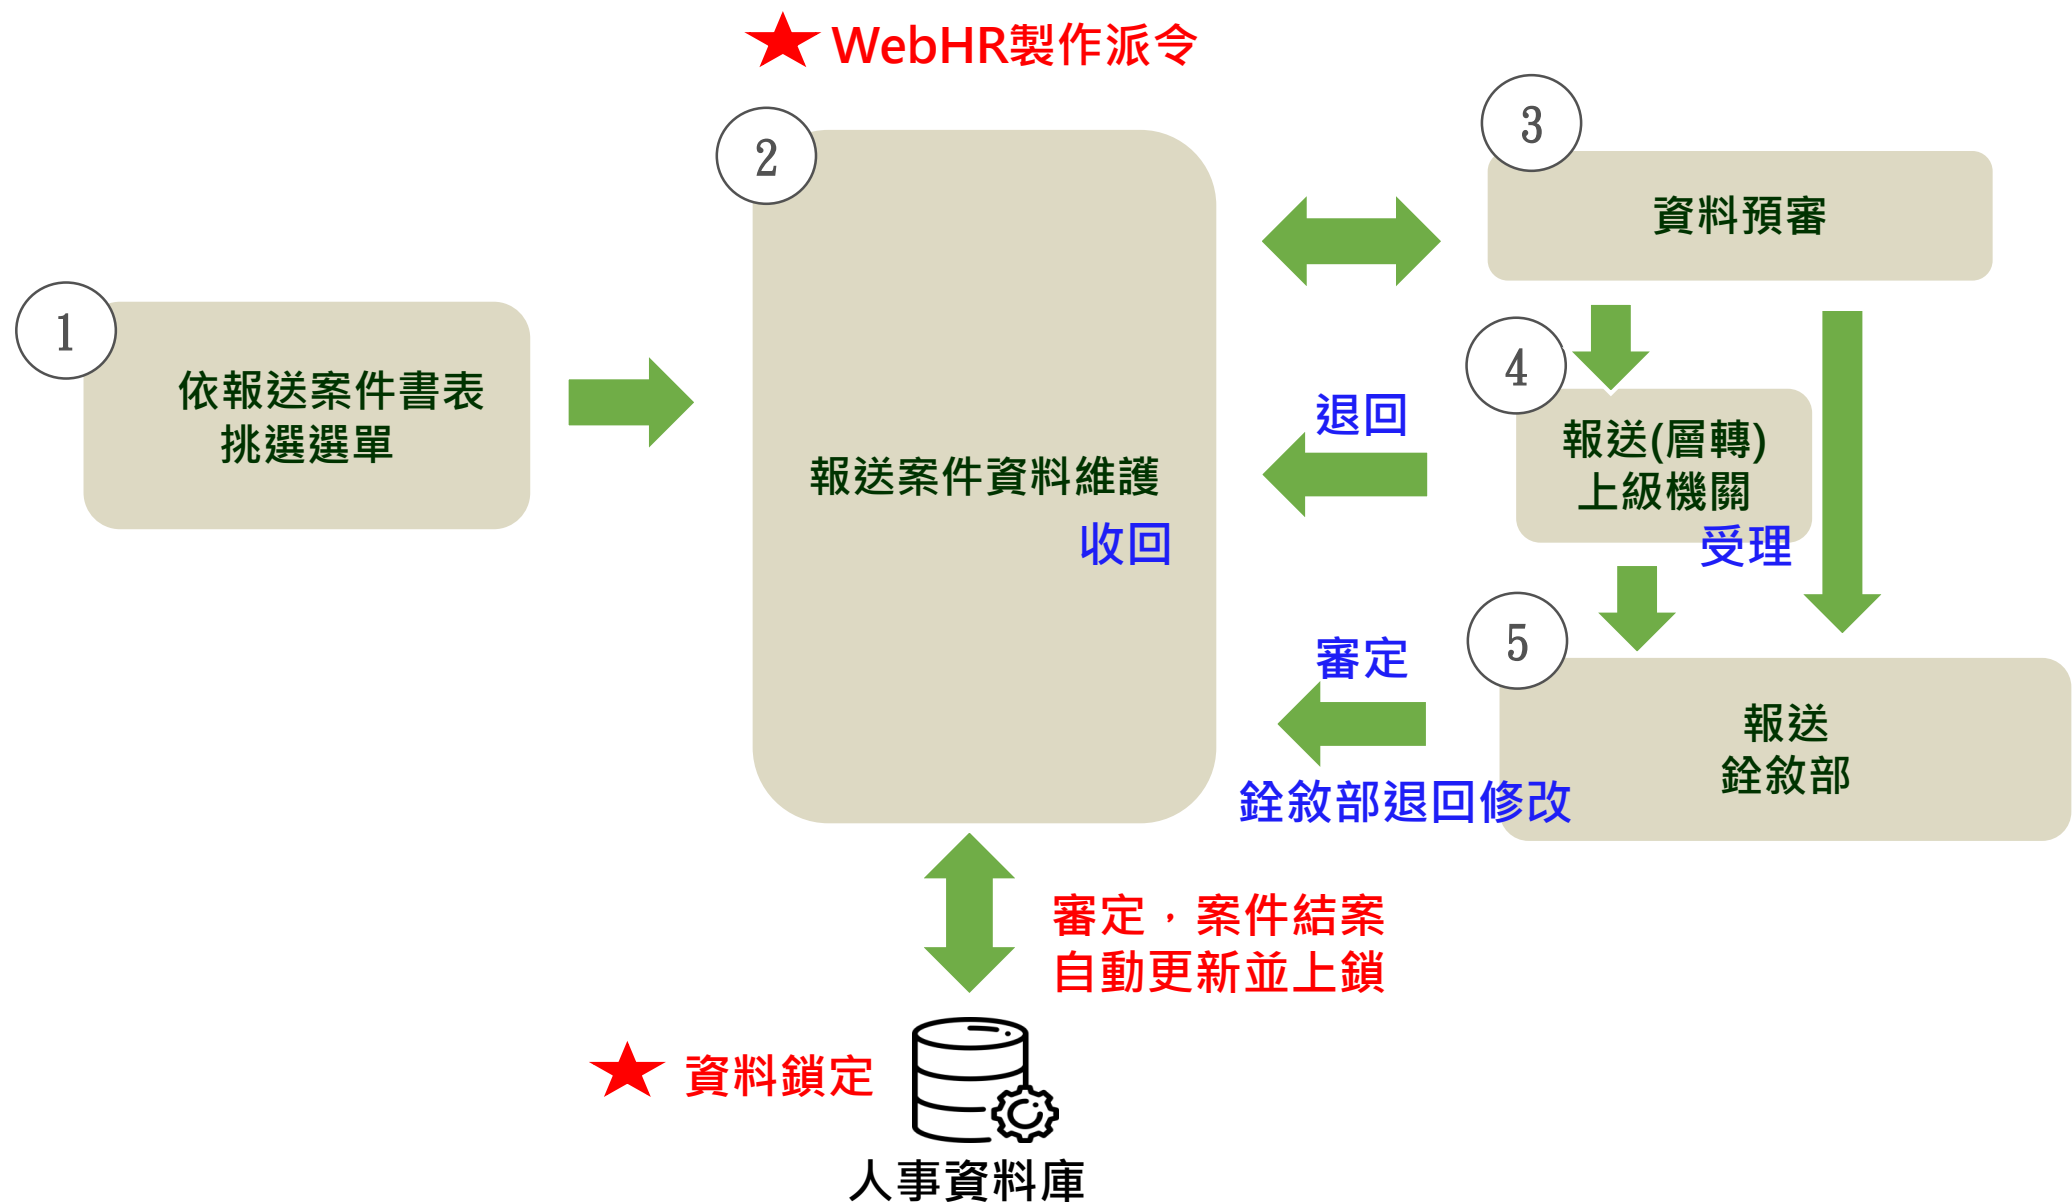 WebHR製作派令
1
依報送案件書表
挑選選單
2
報送案件資料維護
收回
3
資料預審
4
報送(層轉)
上級機關
受理
退回
5
報送
銓敘部
審定
銓敘部退回修改
審定，案件結案
自動更新並上鎖
資料鎖定
人事資料庫